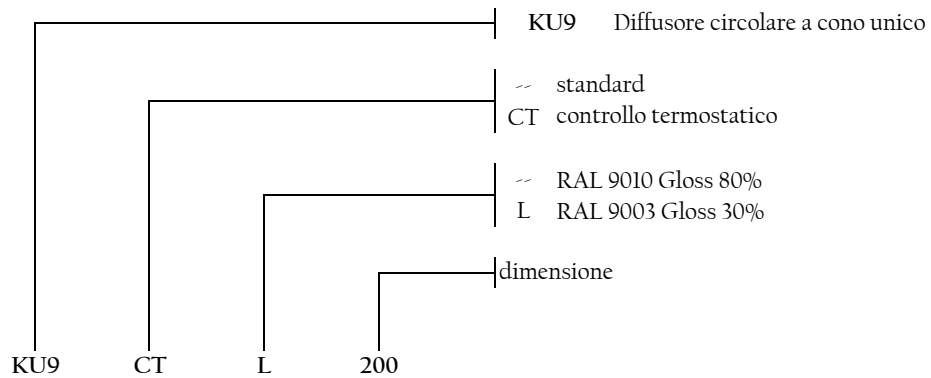 KU9 Diffusore circolare a cono unico
-- standard
CT controllo termostatico
-- RAL 9010 Gloss 80%
L RAL 9003 Gloss 30%
dimensione
KU9 CT L 200